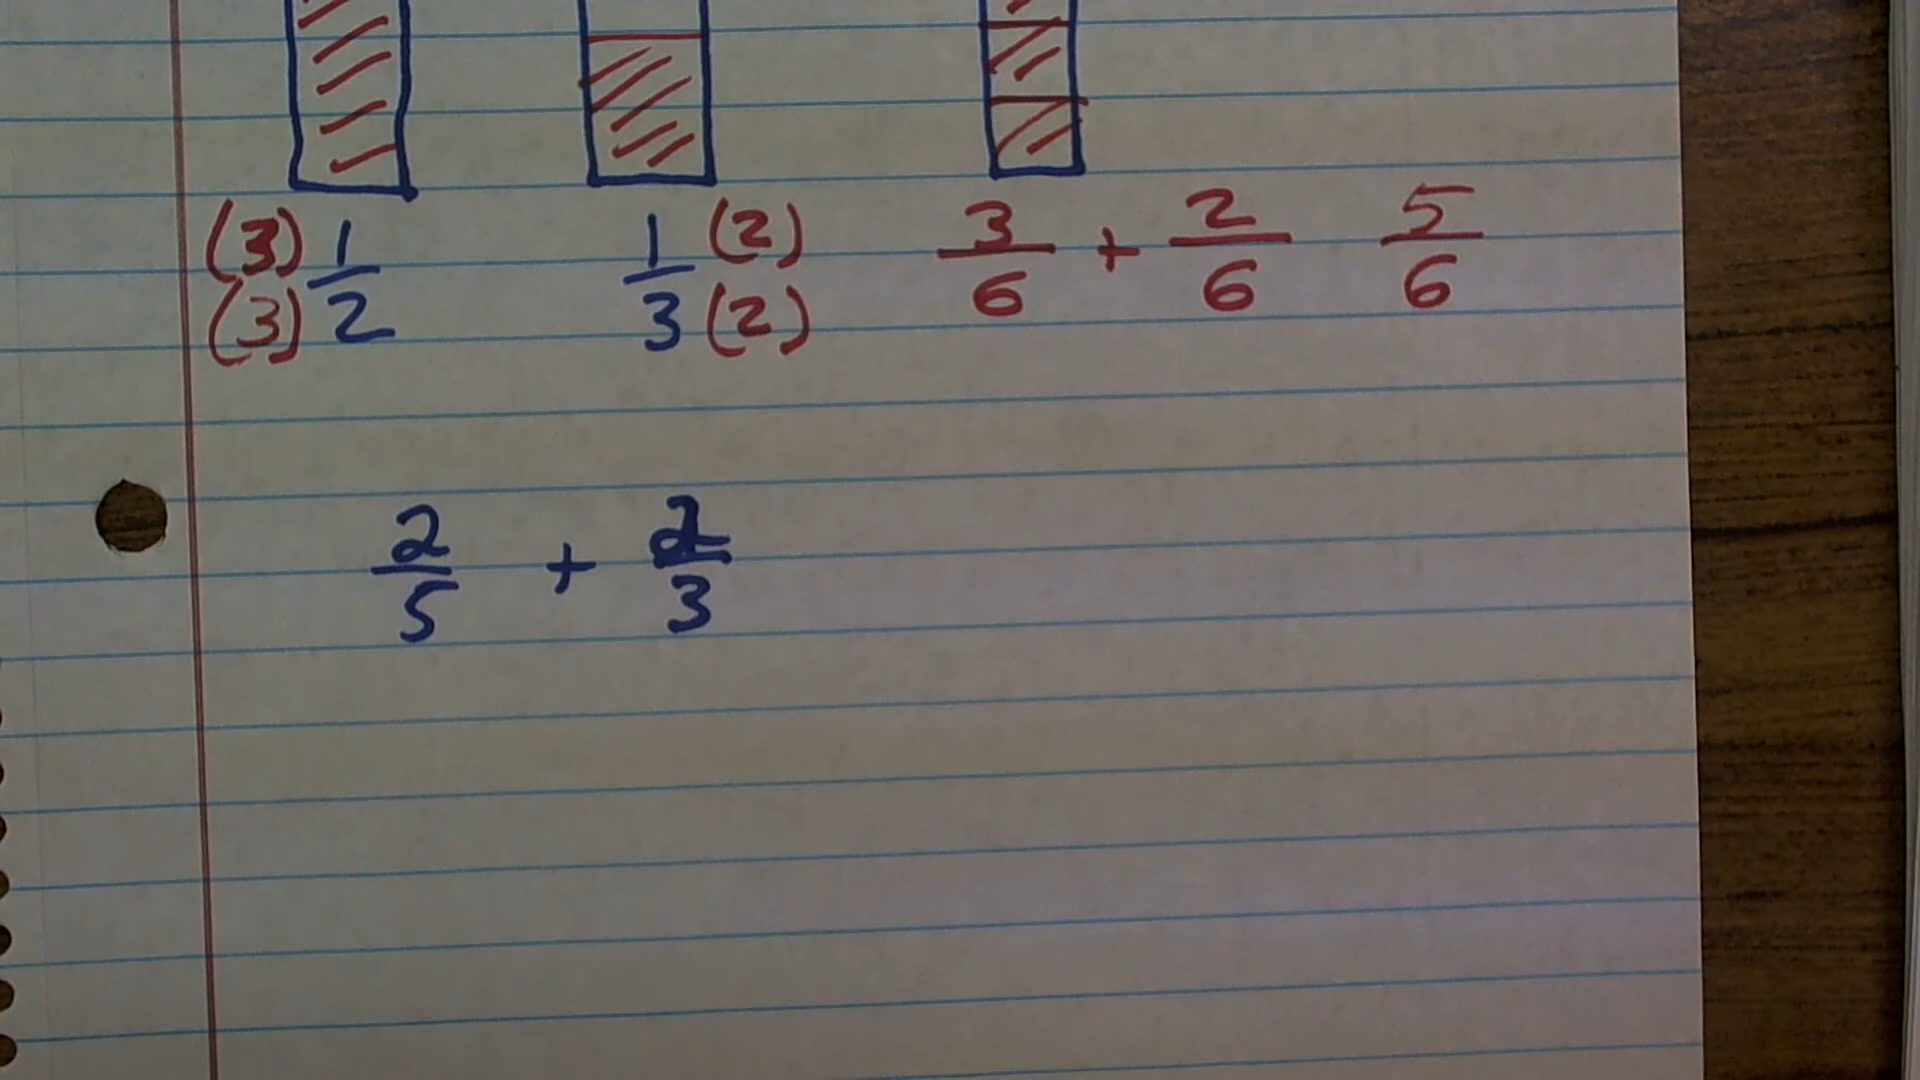 (3) 1 1 (2) 3 + 2 5
(3) 2 3 (2) 6 6 6
2 + 2
5 3